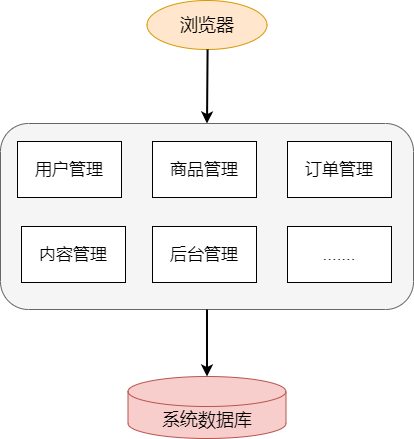 浏览器
用户管理
商品管理
订单管理
内容管理
后台管理
.......
系统数据库